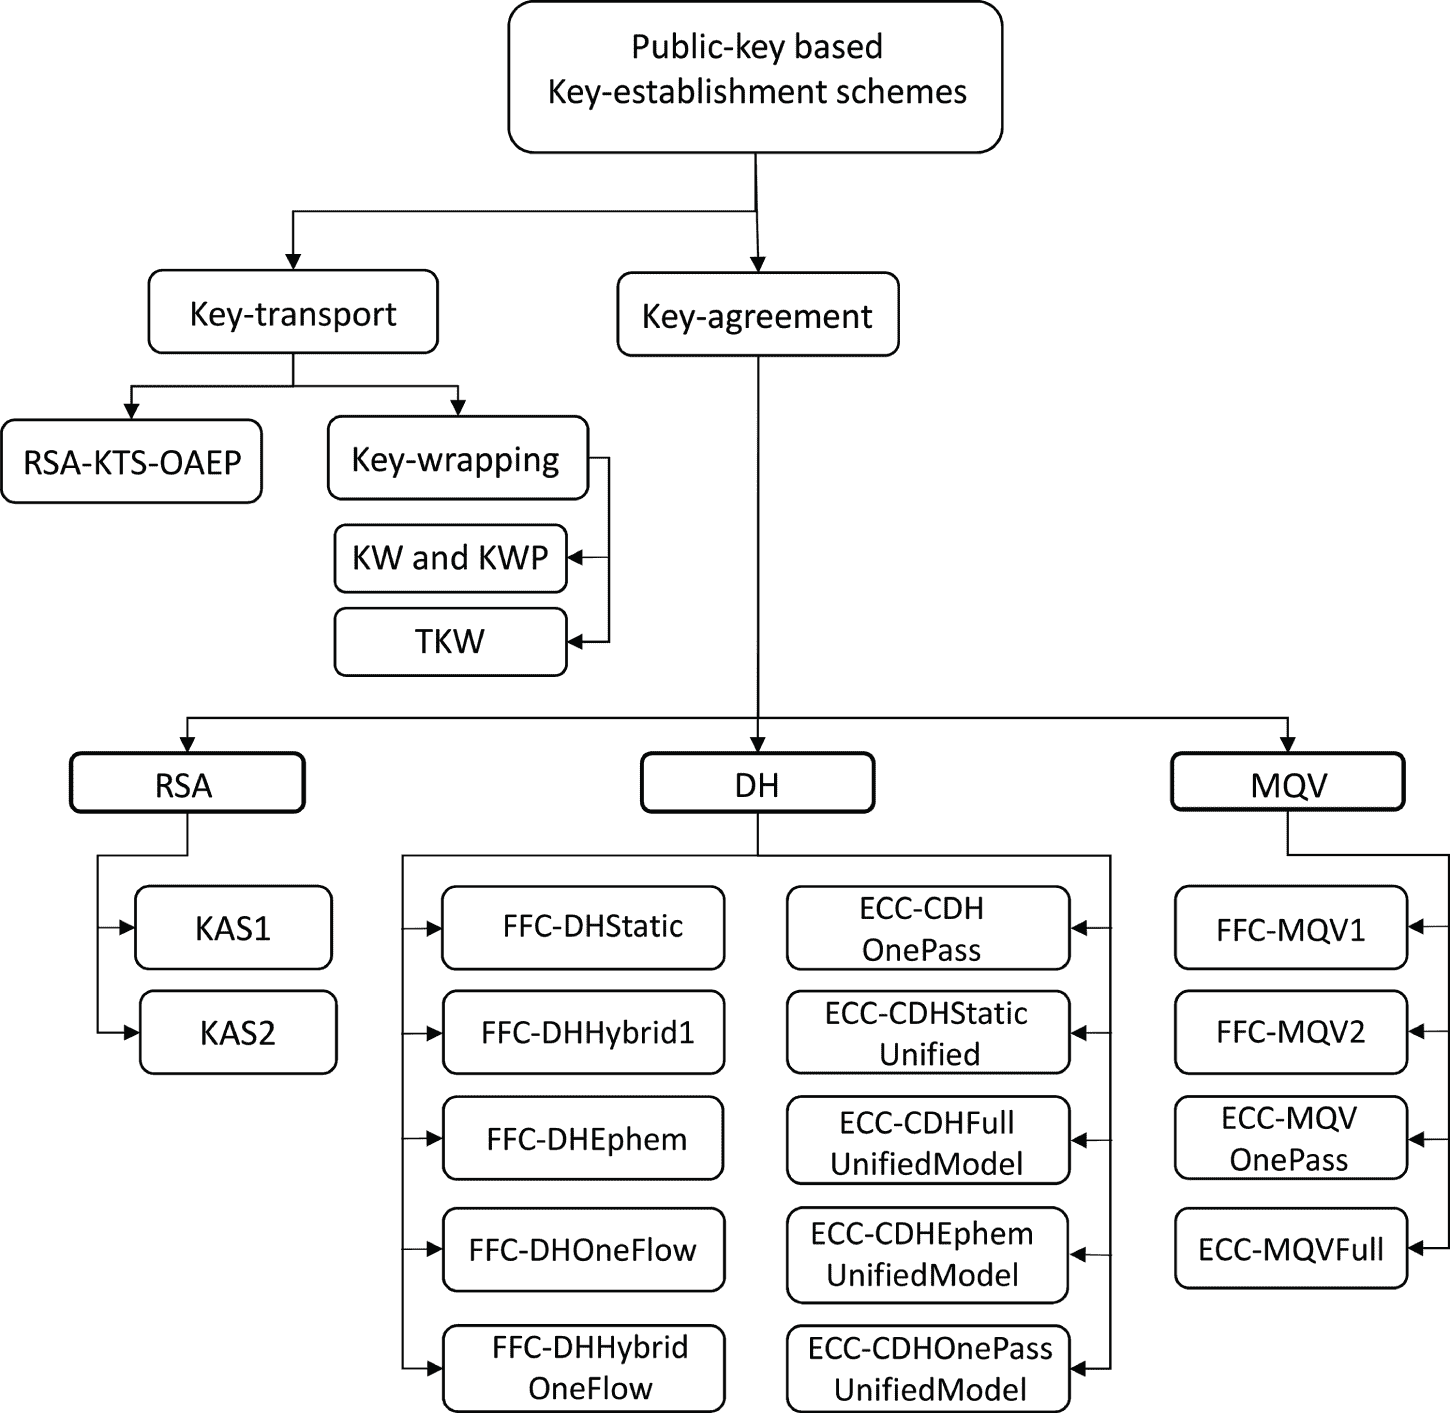 Public-key based
Key-establishment schemes
Key-transport
Key-agreement
RSA-KTS-OAEP
Key-wrapping
KW and KWP
TKW
RSA
DH
MQV
KAS1
KAS2
FFC-DHStatic
FFC-DHHybrid1
FFC-DHEphem
FFC-DHOneFlow
FFC-DHHybrid
OneFlow
ECC-CDH
OnePass
ECC-CDHStatic
Unified
ECC-CDHFull
UnifiedModel
ECC-CDHEphem
UnifiedModel
ECC-CDHOnePass
UnifiedModel
FFC-MQV1
FFC-MQV2
ECC-MQV
OnePass
ECC-MQVFull